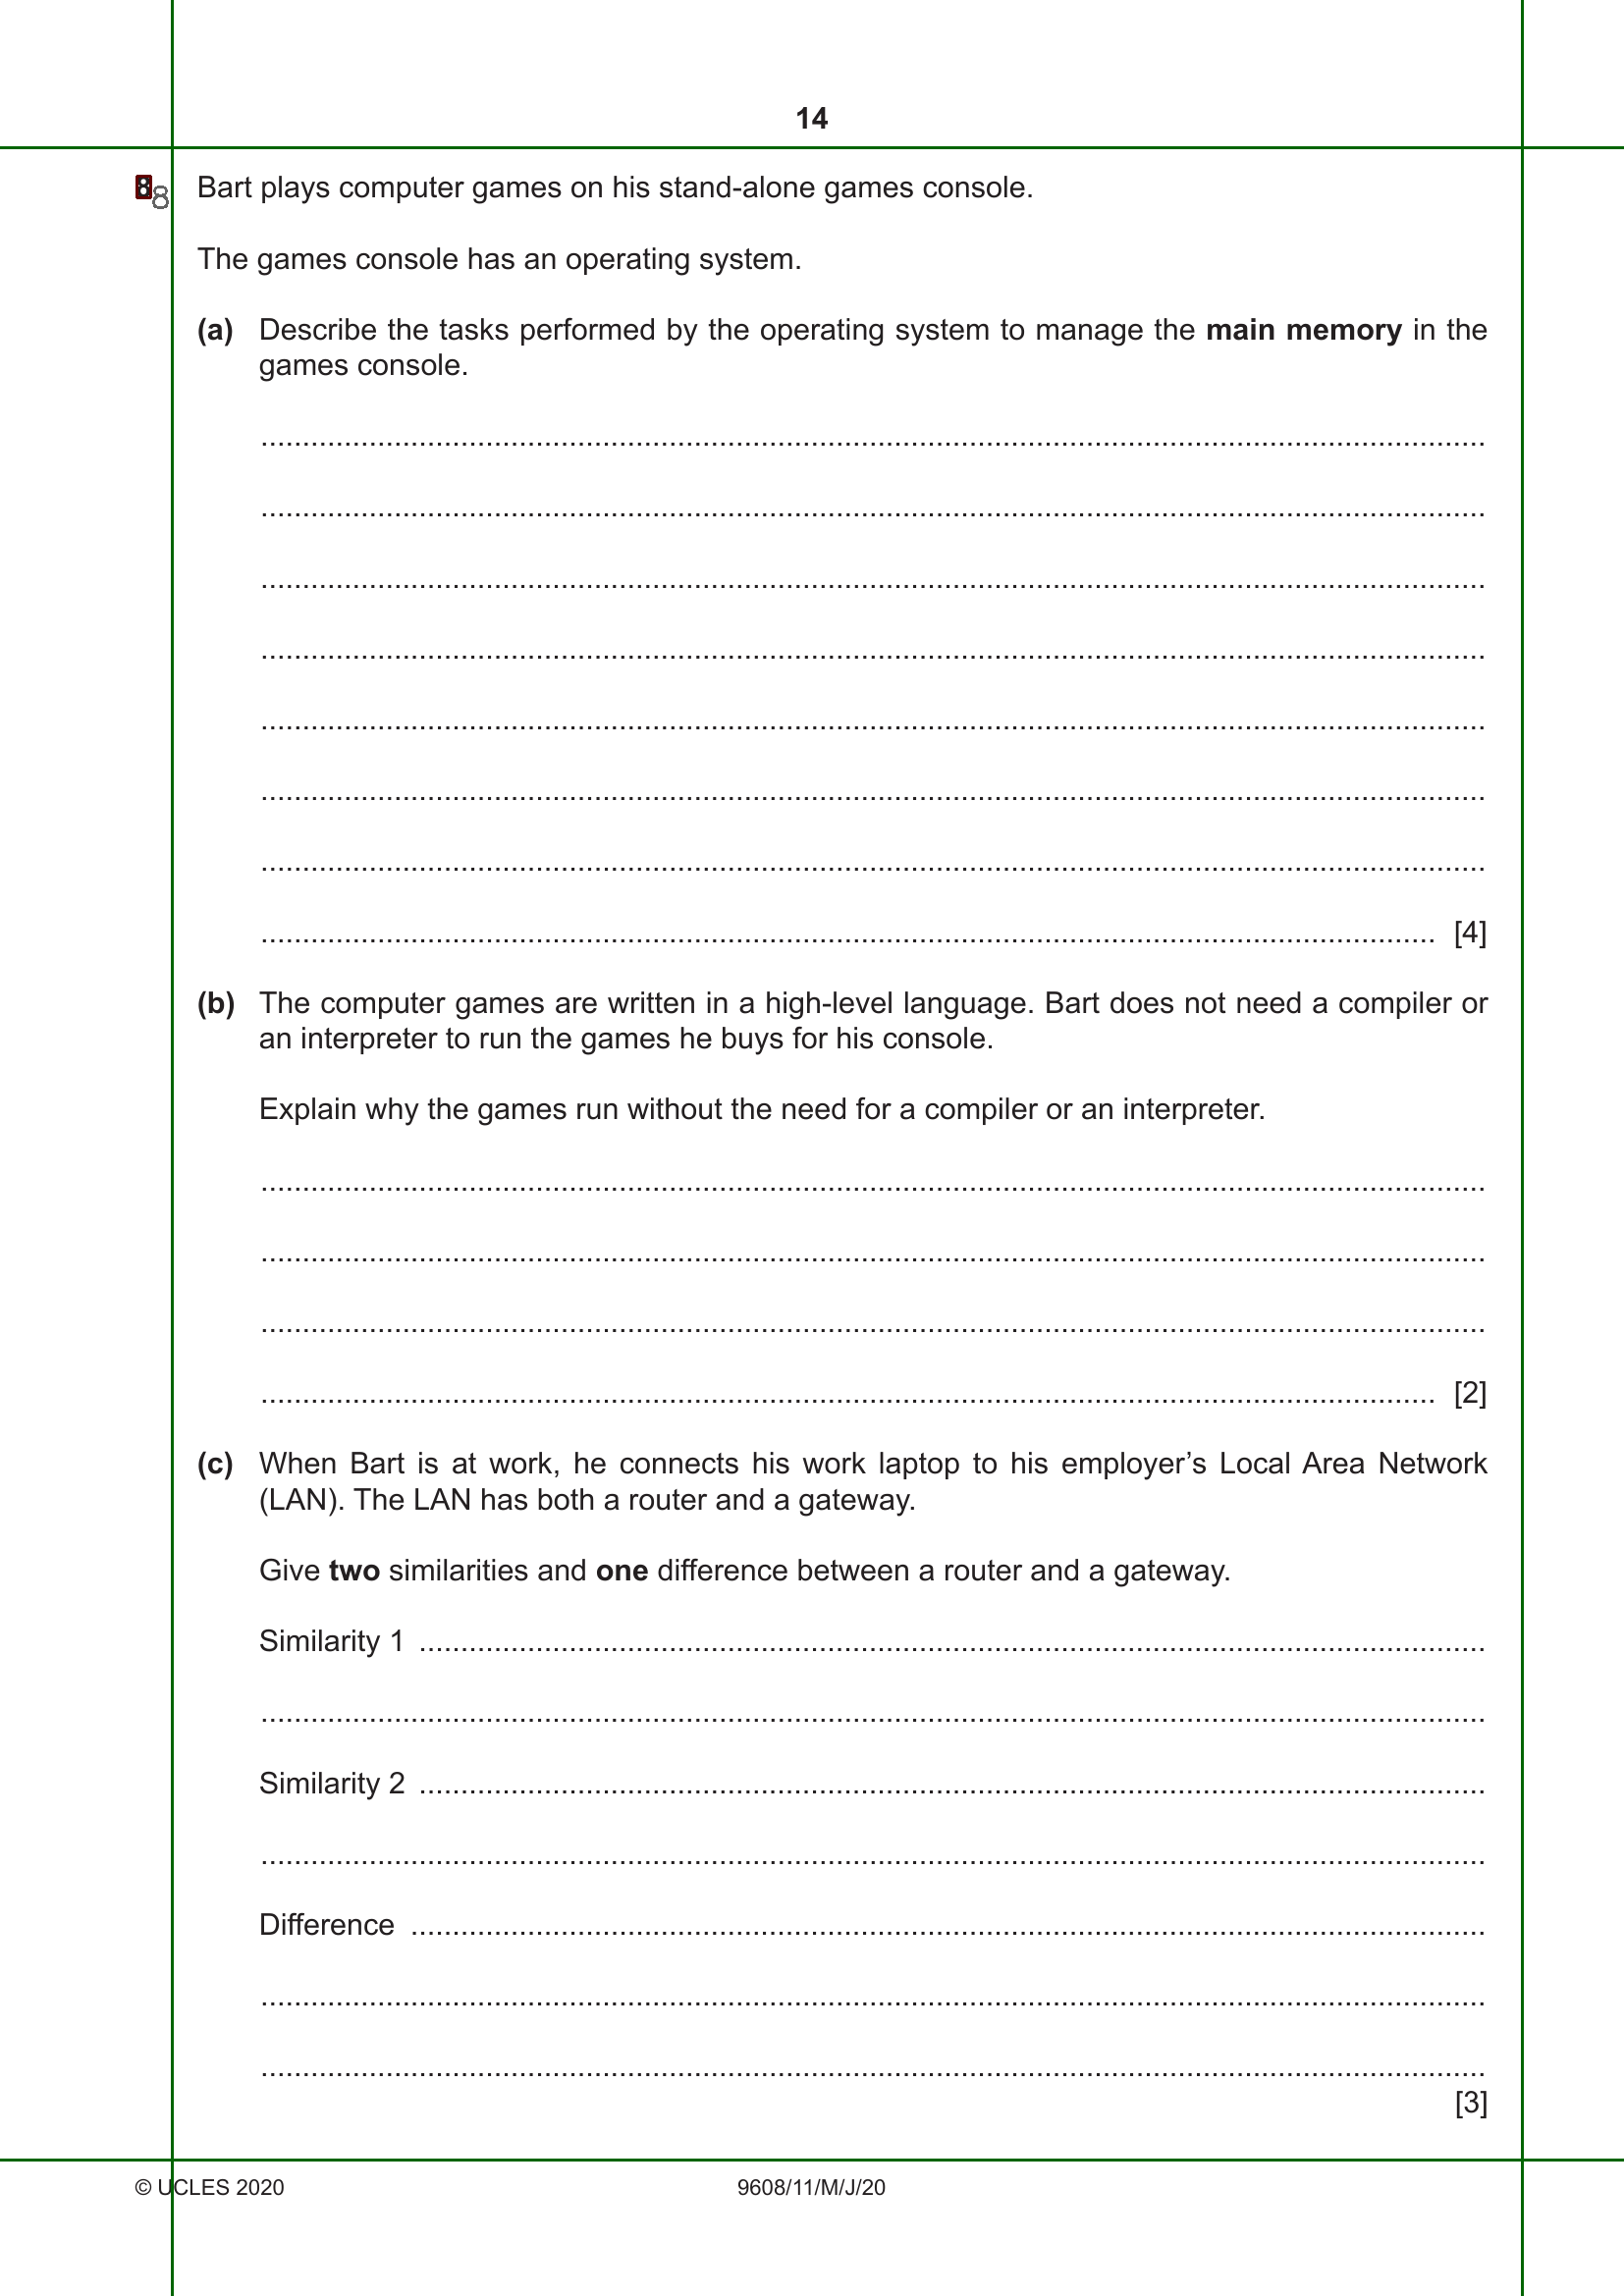 14
8 8 Bart plays computer games on his stand-alone games console.
The games console has an operating system.
(a) Describe the tasks performed by the operating system to manage the main memory in the
games console.
[4]
(b) The computer games are written in a high-level language. Bart does not need a compiler or
an interpreter to run the games he buys for his console.
Explain why the games run without the need for a compiler or an interpreter.
[2]
(c) When Bart is at work, he connects his work laptop to his employer’s Local Area Network
(LAN). The LAN has both a router and a gateway.
Give two similarities and one difference between a router and a gateway.
Similarity 1
Similarity 2
Difference
[3]
© UCLES 2020 9608/11/M/J/20